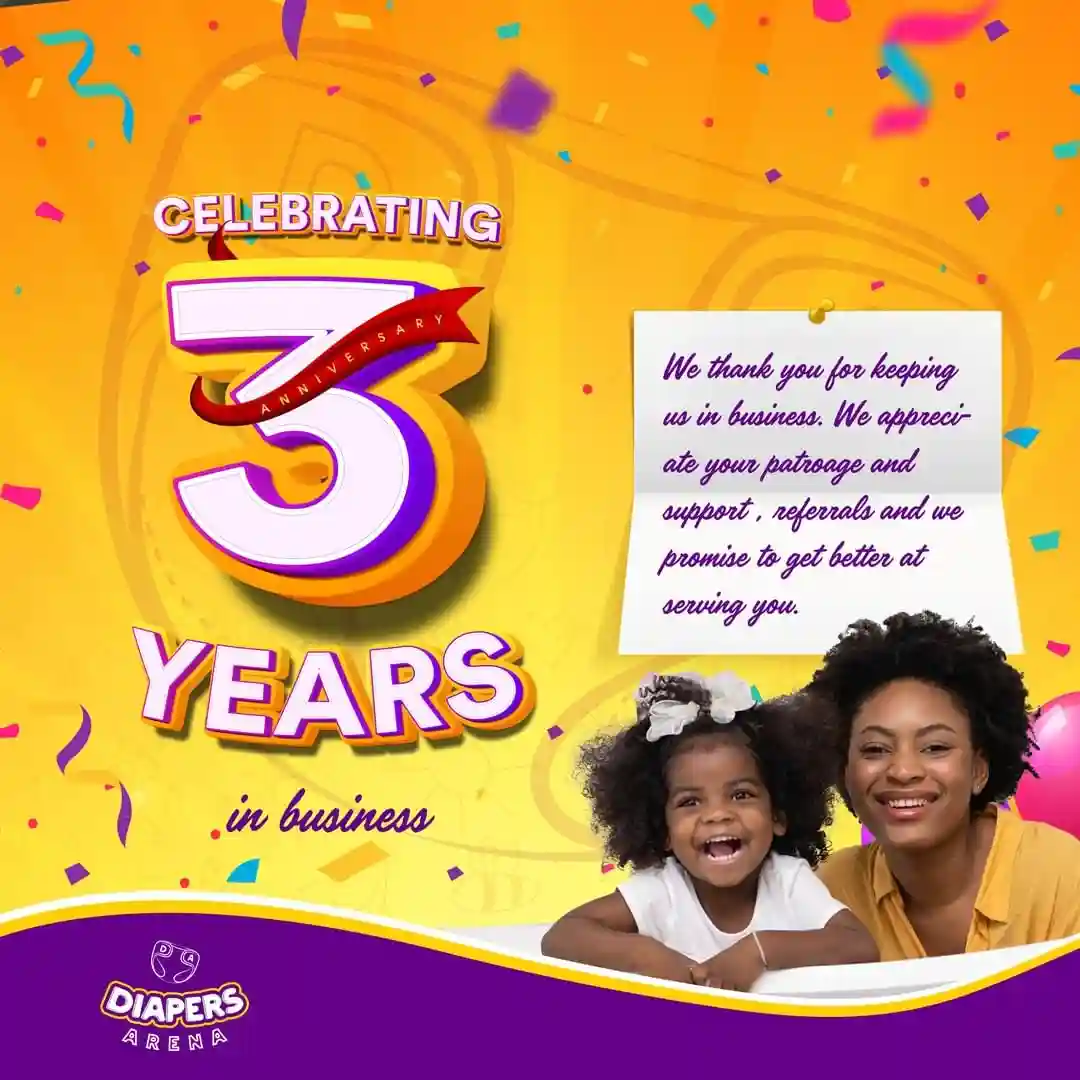 CELEBRATING
3
ANNIVERSARY
YEARS
in business
We thank you for keeping
us in business. We appreci-
ate your patroage and
support , referrals and we
promise to get better at
serving you.
D A
DIAPERS
ARENA